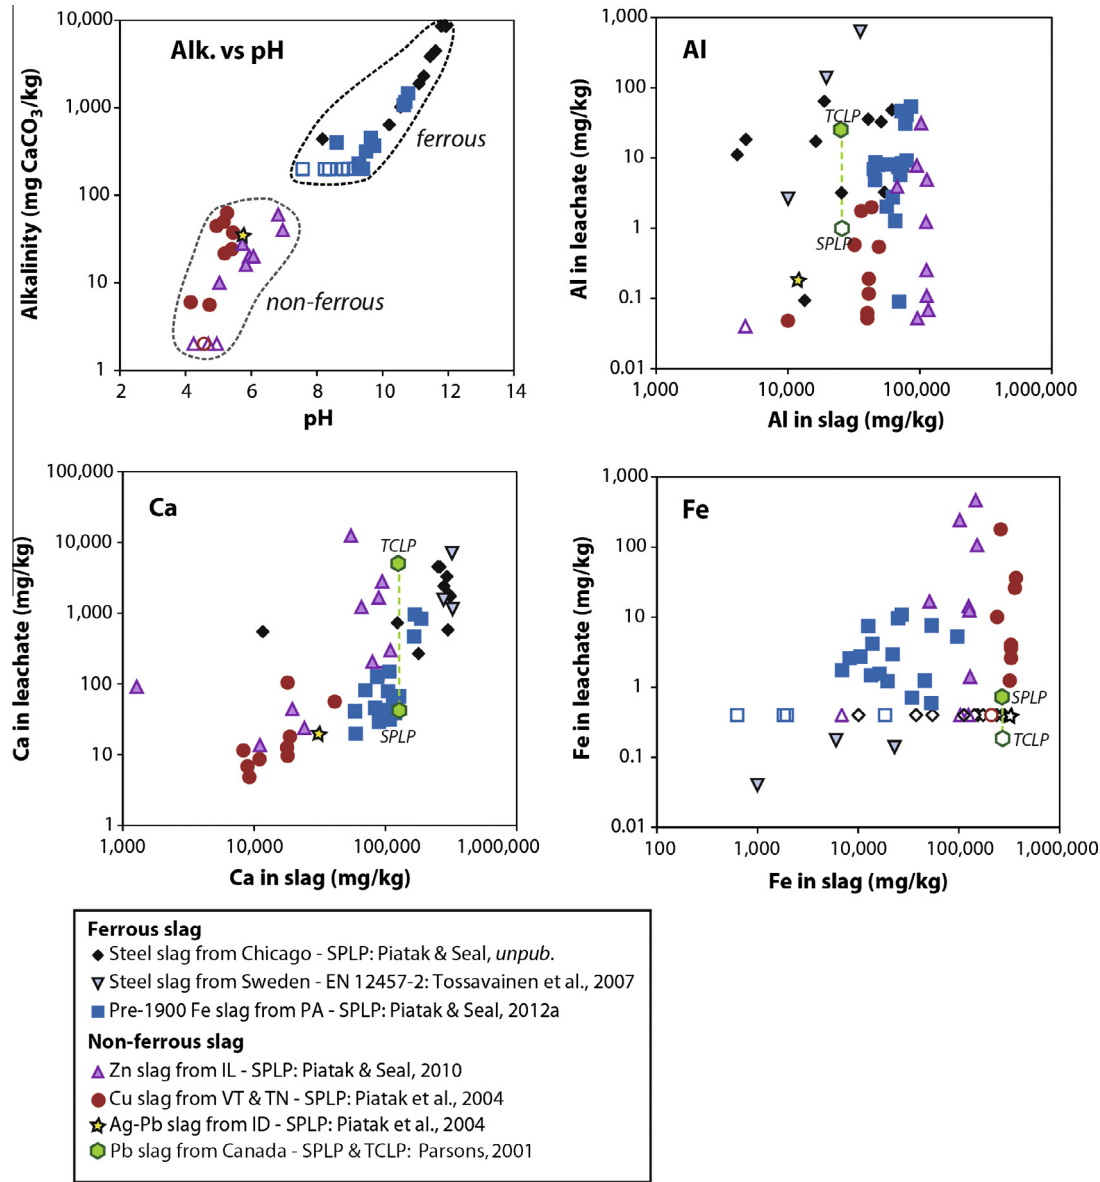 Alk. vs pH
Alkalinity (mg CaCO3/kg)
10,000
1,000
100
10
1
ferrous
non-ferrous
2 4 6 8 10 12 14
pH
Al
Al in leachate (mg/kg)
1,000
100
10
1
0.1
0.01
TCLP
SPLP
1,000 10,000 100,000 1,000,000
Al in slag (mg/kg)
Ca
Ca in leachate (mg/kg)
100,000
10,000
1,000
100
10
1
TCLP
SPLP
1,000 10,000 100,000 1,000,000
Ca in slag (mg/kg)
Fe
Fe in leachate (mg/kg)
1,000
100
10
1
0.1
0.01
SPLP
TCLP
100 1,000 10,000 100,000 1,000,000
Fe in slag (mg/kg)
Ferrous slag
Steel slag from Chicago - SPLP: Piatak & Seal, unpub.
Steel slag from Sweden - EN 12457-2: Tossavainen et al., 2007
Pre-1900 Fe slag from PA - SPLP: Piatak & Seal, 2012a
Non-ferrous slag
Zn slag from IL - SPLP: Piatak & Seal, 2010
Cu slag from VT & TN - SPLP: Piatak et al., 2004
Ag-Pb slag from ID - SPLP: Piatak et al., 2004
Pb slag from Canada - SPLP & TCLP: Parsons, 2001